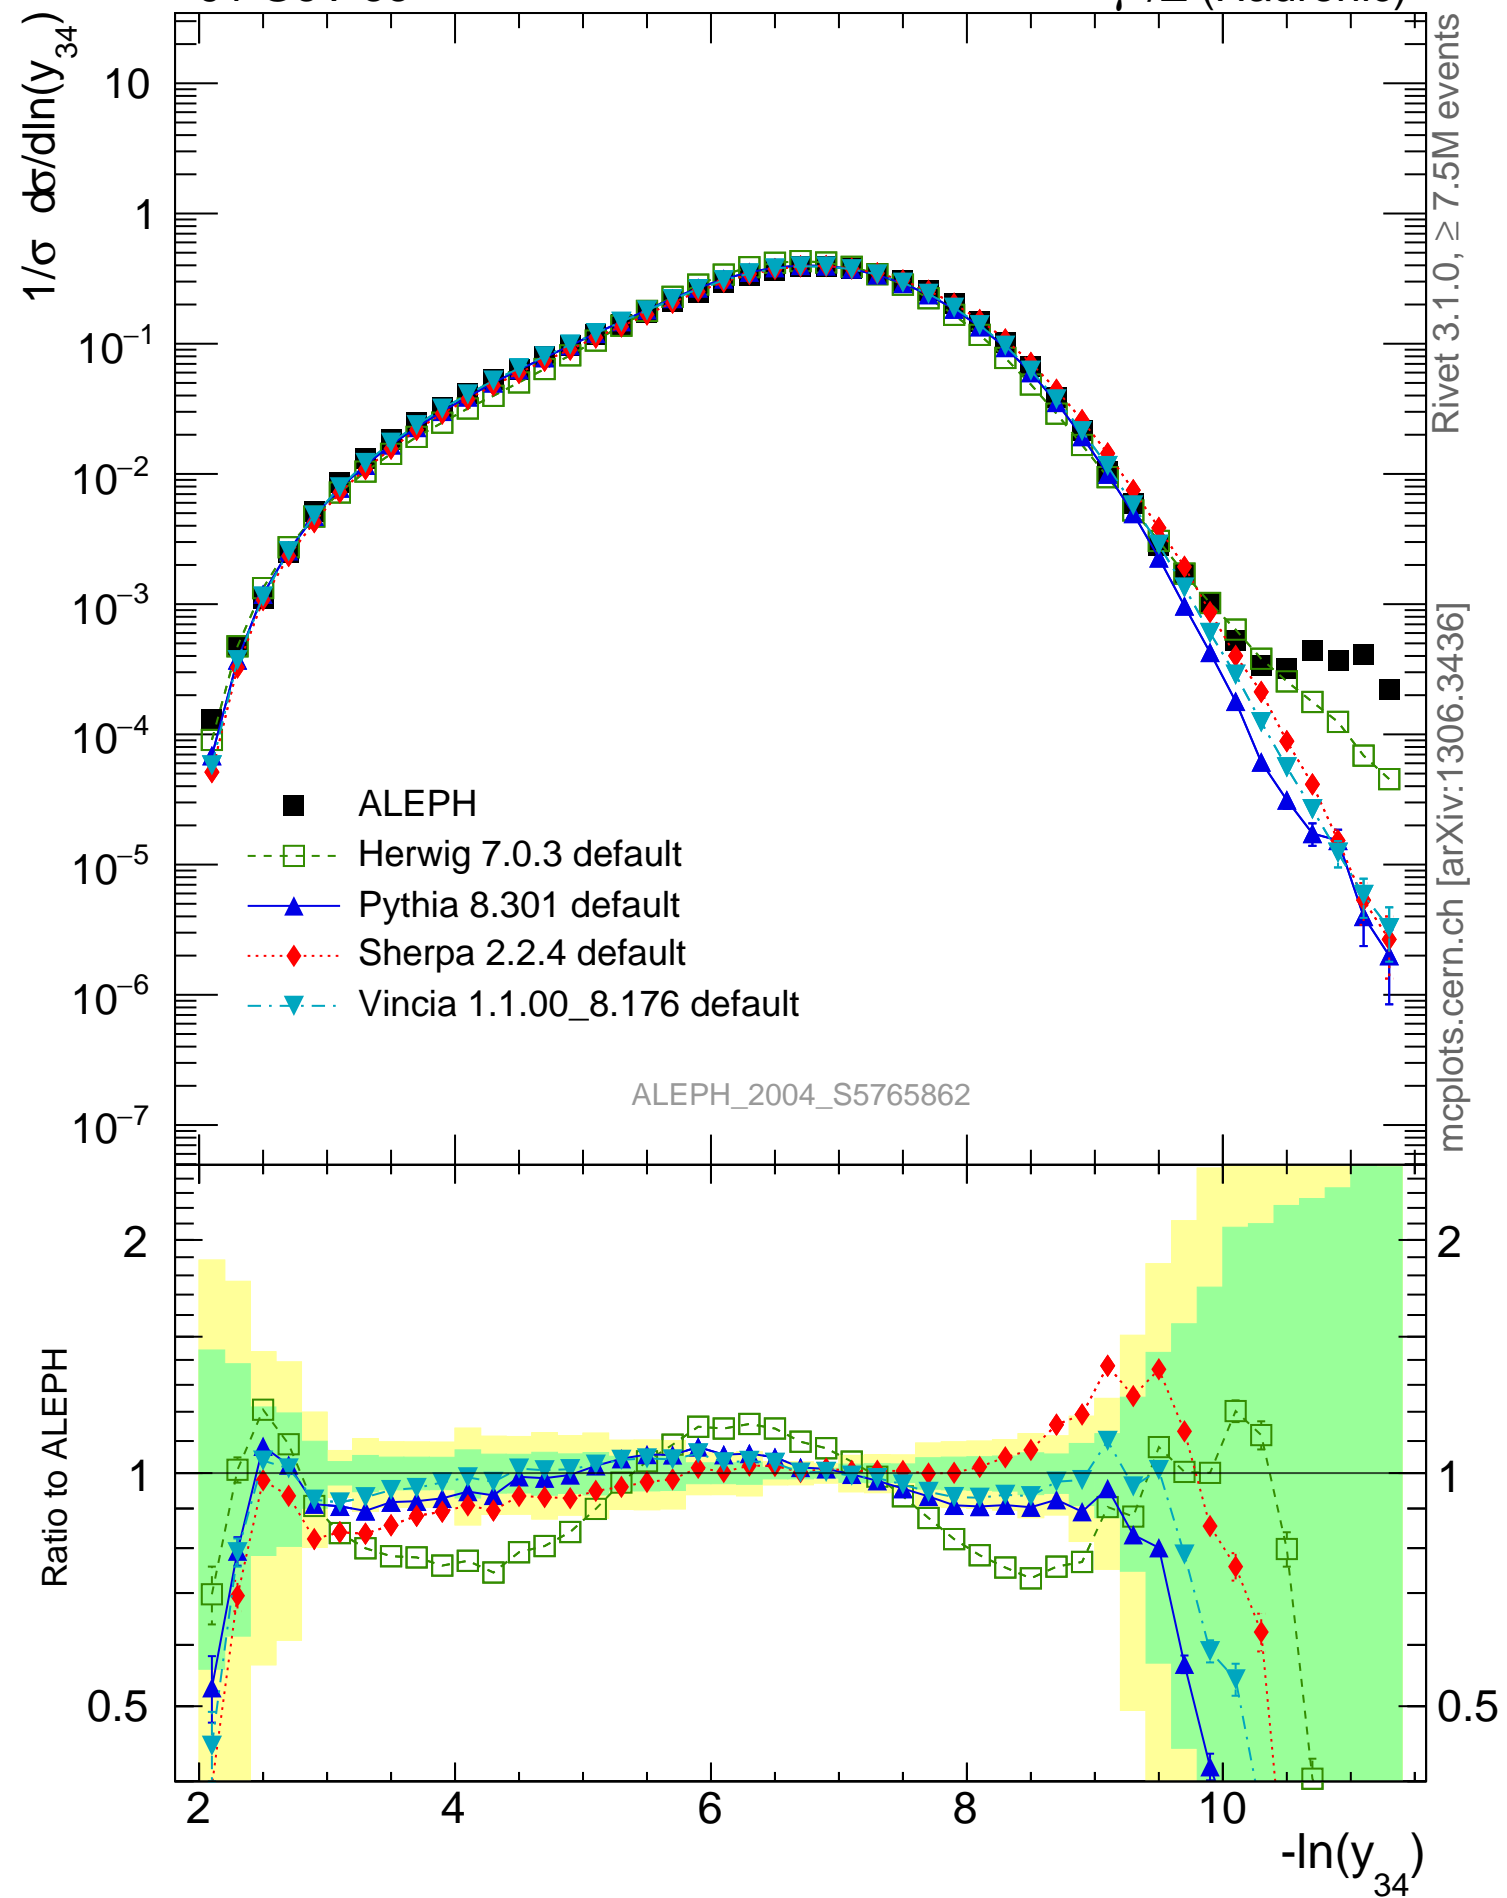 1/σ dσ/dln(y34)
10
1
10−1
10−2
10−3
10−4
10−5
10−6
10−7
ALEPH
Herwig 7.0.3 default
Pythia 8.301 default
Sherpa 2.2.4 default
Vincia 1.1.00_8.176 default
ALEPH_2004_S5765862
Rivet 3.1.0, ≥ 7.5M events
mcplots.cern.ch [arXiv:1306.3436]
Ratio to ALEPH
2
1
0.5
2
1
0.5
2
4
6
8
10
-ln(y34)